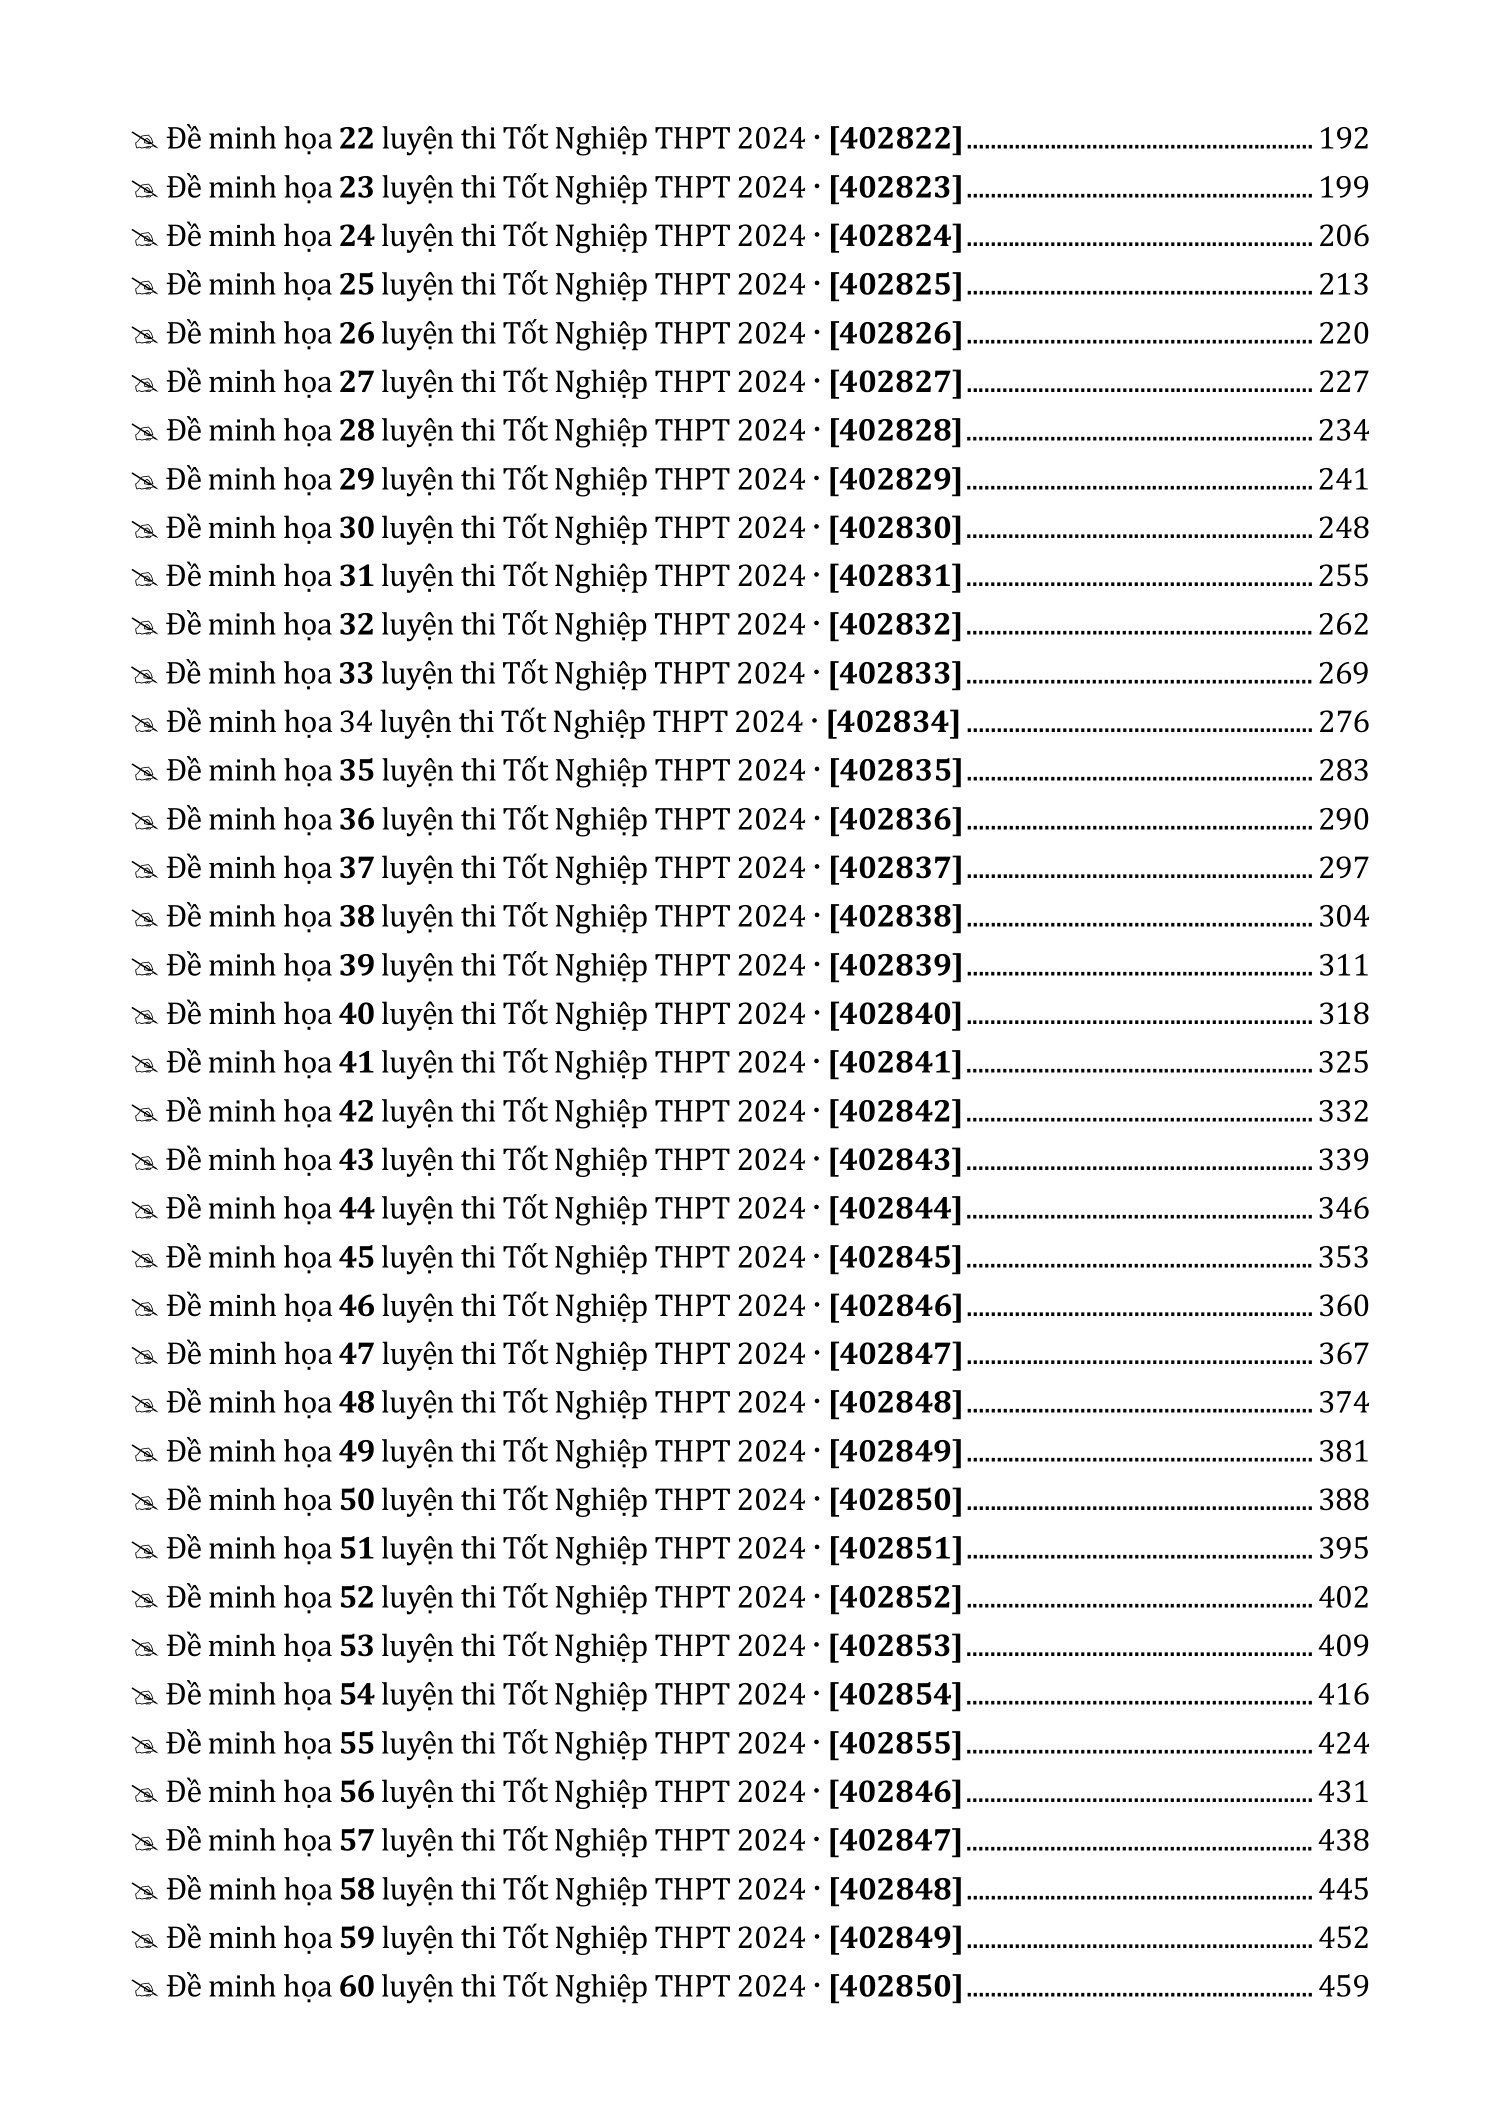 Đề minh họa 22 luyện thi Tốt Nghiệp THPT 2024 · [402822] 192
Đề minh họa 23 luyện thi Tốt Nghiệp THPT 2024 · [402823] 199
Đề minh họa 24 luyện thi Tốt Nghiệp THPT 2024 · [402824] 206
Đề minh họa 25 luyện thi Tốt Nghiệp THPT 2024 · [402825] 213
Đề minh họa 26 luyện thi Tốt Nghiệp THPT 2024 · [402826] 220
Đề minh họa 27 luyện thi Tốt Nghiệp THPT 2024 · [402827] 227
Đề minh họa 28 luyện thi Tốt Nghiệp THPT 2024 · [402828] 234
Đề minh họa 29 luyện thi Tốt Nghiệp THPT 2024 · [402829] 241
Đề minh họa 30 luyện thi Tốt Nghiệp THPT 2024 · [402830] 248
Đề minh họa 31 luyện thi Tốt Nghiệp THPT 2024 · [402831] 255
Đề minh họa 32 luyện thi Tốt Nghiệp THPT 2024 · [402832] 262
Đề minh họa 33 luyện thi Tốt Nghiệp THPT 2024 · [402833] 269
Đề minh họa 34 luyện thi Tốt Nghiệp THPT 2024 · [402834] 276
Đề minh họa 35 luyện thi Tốt Nghiệp THPT 2024 · [402835] 283
Đề minh họa 36 luyện thi Tốt Nghiệp THPT 2024 · [402836] 290
Đề minh họa 37 luyện thi Tốt Nghiệp THPT 2024 · [402837] 297
Đề minh họa 38 luyện thi Tốt Nghiệp THPT 2024 · [402838] 304
Đề minh họa 39 luyện thi Tốt Nghiệp THPT 2024 · [402839] 311
Đề minh họa 40 luyện thi Tốt Nghiệp THPT 2024 · [402840] 318
Đề minh họa 41 luyện thi Tốt Nghiệp THPT 2024 · [402841] 325
Đề minh họa 42 luyện thi Tốt Nghiệp THPT 2024 · [402842] 332
Đề minh họa 43 luyện thi Tốt Nghiệp THPT 2024 · [402843] 339
Đề minh họa 44 luyện thi Tốt Nghiệp THPT 2024 · [402844] 346
Đề minh họa 45 luyện thi Tốt Nghiệp THPT 2024 · [402845] 353
Đề minh họa 46 luyện thi Tốt Nghiệp THPT 2024 · [402846] 360
Đề minh họa 47 luyện thi Tốt Nghiệp THPT 2024 · [402847] 367
Đề minh họa 48 luyện thi Tốt Nghiệp THPT 2024 · [402848] 374
Đề minh họa 49 luyện thi Tốt Nghiệp THPT 2024 · [402849] 381
Đề minh họa 50 luyện thi Tốt Nghiệp THPT 2024 · [402850] 388
Đề minh họa 51 luyện thi Tốt Nghiệp THPT 2024 · [402851] 395
Đề minh họa 52 luyện thi Tốt Nghiệp THPT 2024 · [402852] 402
Đề minh họa 53 luyện thi Tốt Nghiệp THPT 2024 · [402853] 409
Đề minh họa 54 luyện thi Tốt Nghiệp THPT 2024 · [402854] 416
Đề minh họa 55 luyện thi Tốt Nghiệp THPT 2024 · [402855] 424
Đề minh họa 56 luyện thi Tốt Nghiệp THPT 2024 · [402846] 431
Đề minh họa 57 luyện thi Tốt Nghiệp THPT 2024 · [402847] 438
Đề minh họa 58 luyện thi Tốt Nghiệp THPT 2024 · [402848] 445
Đề minh họa 59 luyện thi Tốt Nghiệp THPT 2024 · [402849] 452
Đề minh họa 60 luyện thi Tốt Nghiệp THPT 2024 · [402850] 459